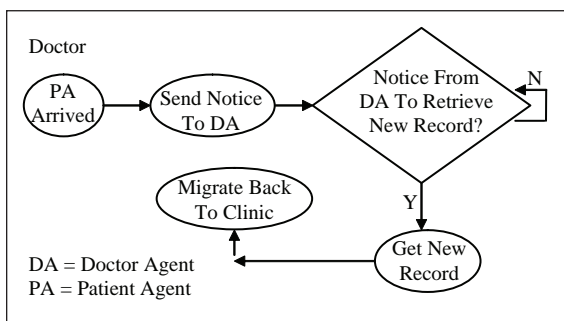 Doctor
PA
Arrived
Send Notice
To DA
Notice From
DA To Retrieve
New Record?
N
Y
Get New
Record
Migrate Back
To Clinic
DA = Doctor Agent
PA = Patient Agent